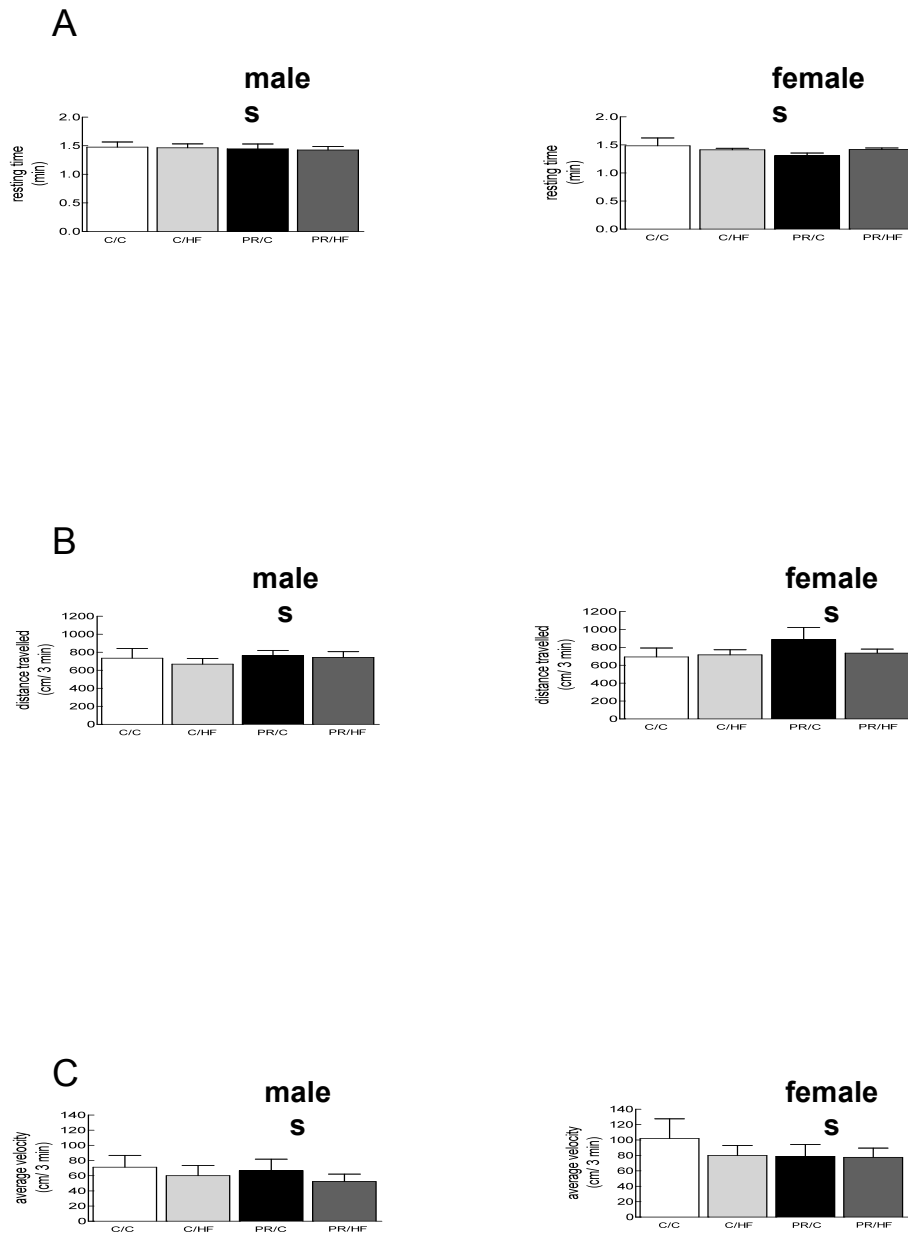 A
male
s
female
s
resting time
(min)
2.0
1.5
1.0
0.5
0.0
C/C C/HF PR/C PR/HF
resting time
(min)
2.0
1.5
1.0
0.5
0.0
C/C C/HF PR/C PR/HF
B
male
s
female
s
distance travelled
(cm/ 3 min)
1200
1000
800
600
400
200
0
C/C C/HF PR/C PR/HF
distance travelled
(cm/ 3 min)
1200
1000
800
600
400
200
0
C/C C/HF PR/C PR/HF
C
male
s
female
s
average velocity
(cm/ 3 min)
140
120
100
80
60
40
20
0
C/C C/HF PR/C PR/HF
average velocity
(cm/ 3 min)
140
120
100
80
60
40
20
0
C/C C/HF PR/C PR/HF